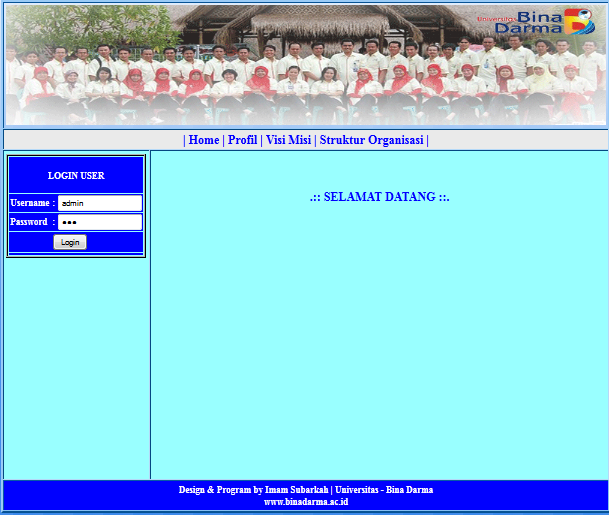 Universitas Bina
Darma
| Home | Profil | Visi Misi | Struktur Organisasi |
LOGIN USER
Username : admin
Password : •••
Login
.:: SELAMAT DATANG ::.
Design & Program by Imam Subarkah | Universitas - Bina Darma
www.binadarma.ac.id